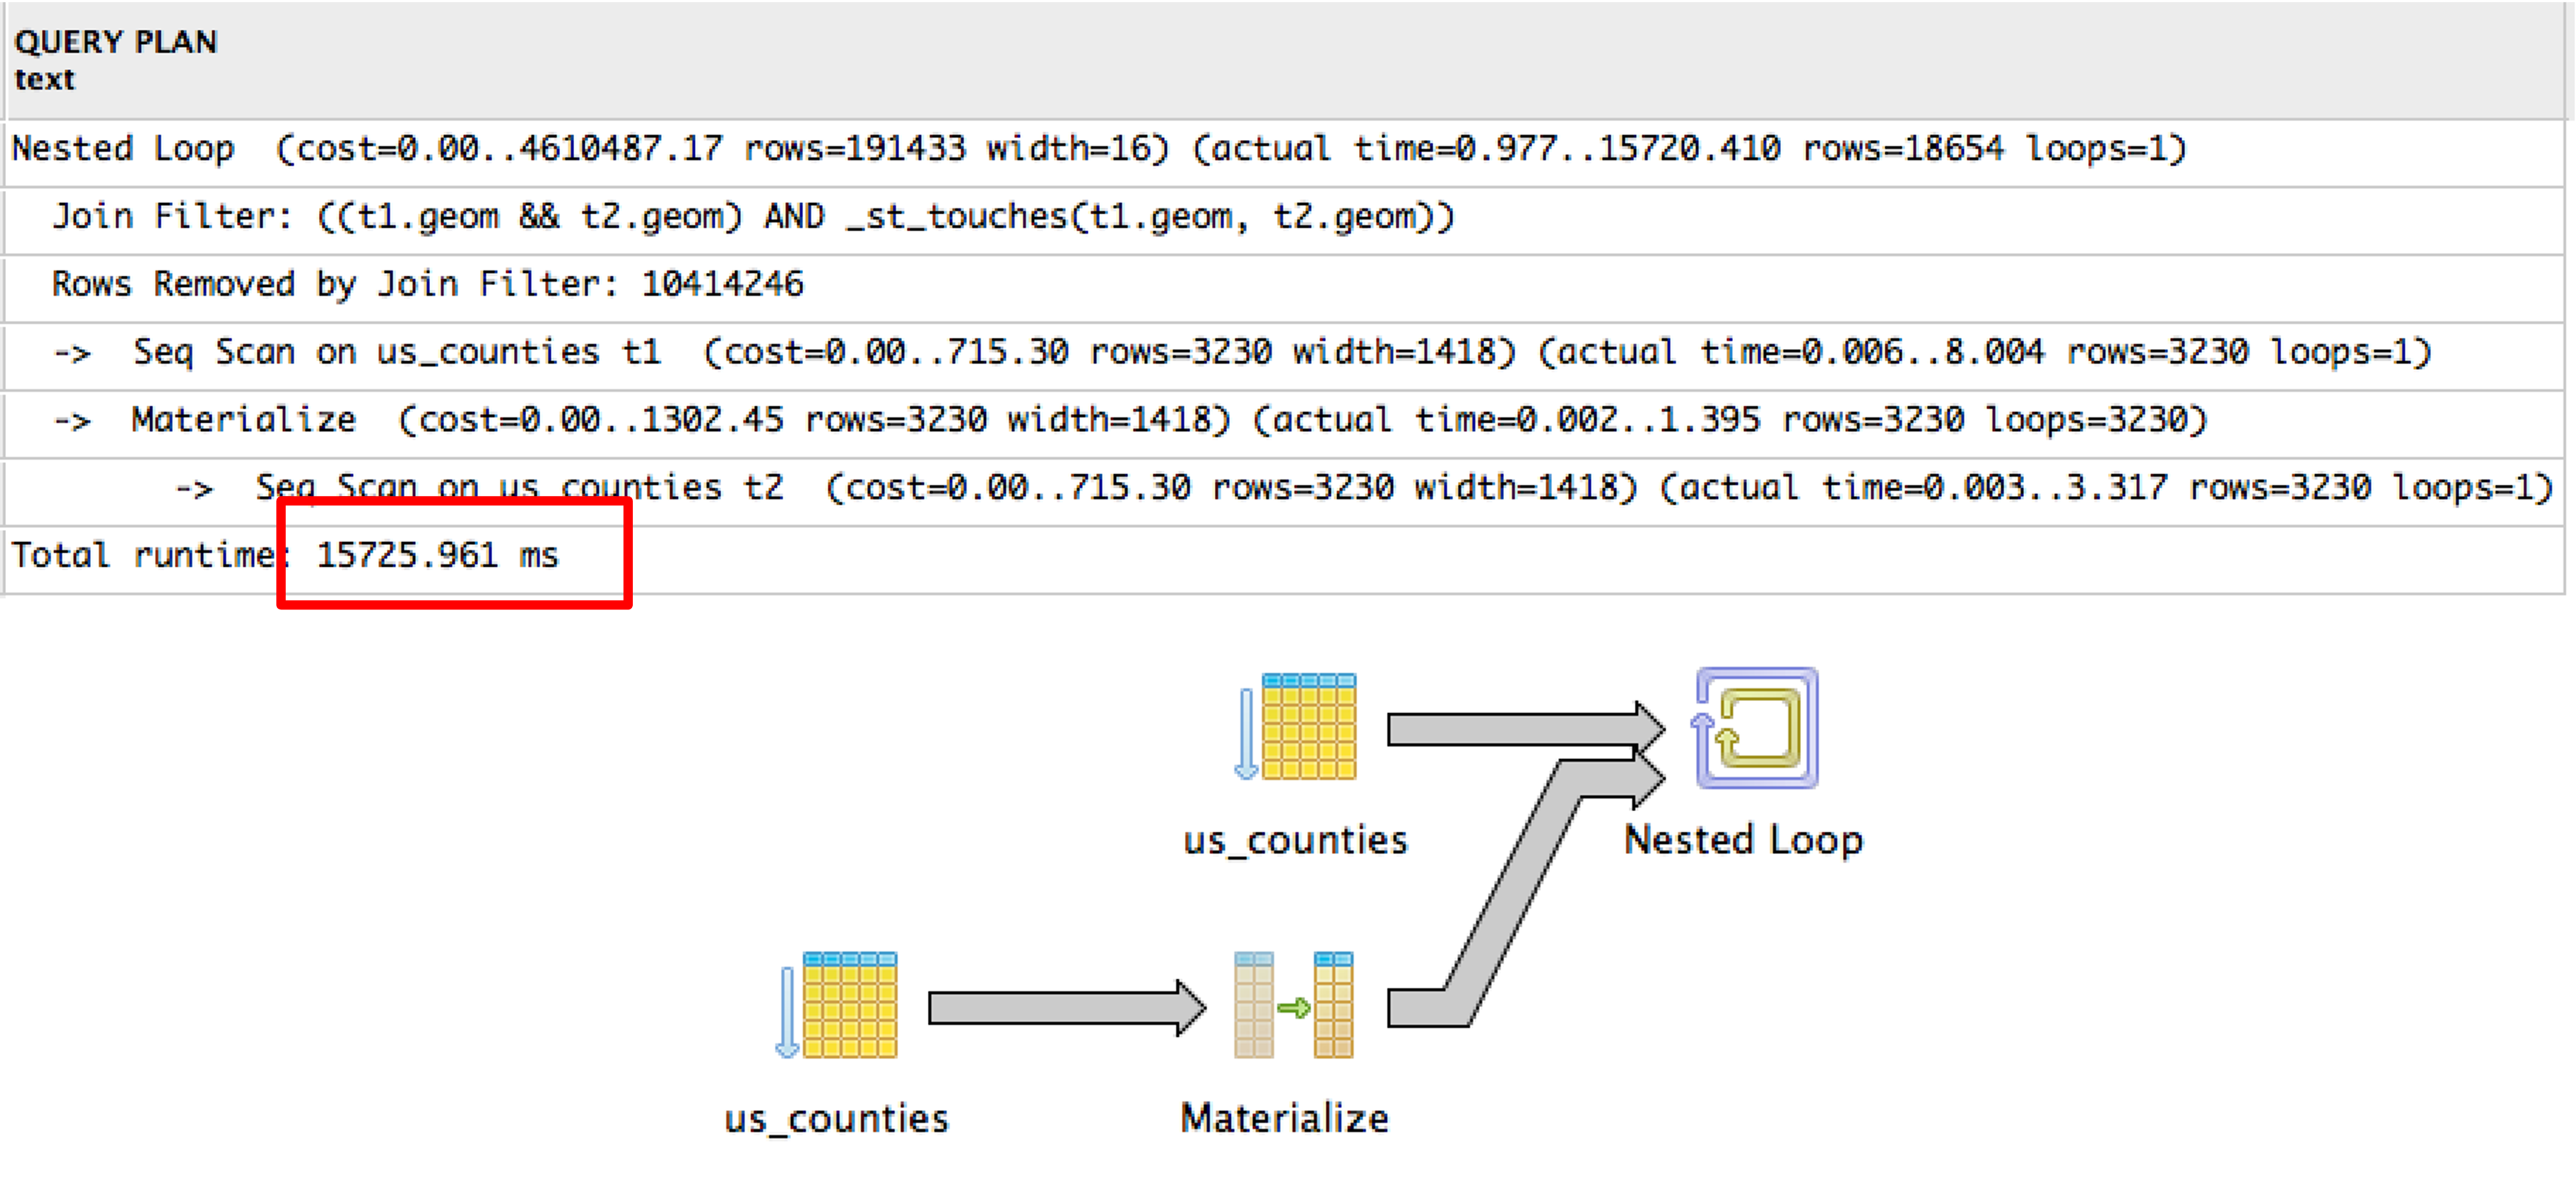 QUERY PLAN
text
Nested Loop (cost=0.00..4610487.17 rows=191433 width=16) (actual time=0.977..15720.410 rows=18654 loops=1)
Join Filter: ((t1.geom && t2.geom) AND _st_touches(t1.geom, t2.geom))
Rows Removed by Join Filter: 10414246
-> Seq Scan on us_counties t1 (cost=0.00..715.30 rows=3230 width=1418) (actual time=0.006..8.004 rows=3230 loops=1)
-> Materialize (cost=0.00..1302.45 rows=3230 width=1418) (actual time=0.002..1.395 rows=3230 loops=3230)
-> Seq Scan on us_counties t2 (cost=0.00..715.30 rows=3230 width=1418) (actual time=0.003..3.317 rows=3230 loops=1)
Total runtime: 15725.961 ms
us_counties
Nested Loop
us_counties
Materialize